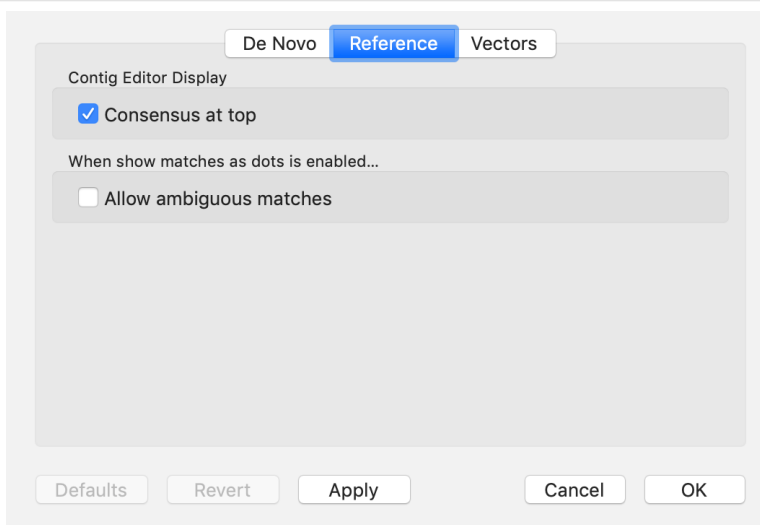 De Novo Reference Vectors
Contig Editor Display
Consensus at top
When show matches as dots is enabled...
Allow ambiguous matches
Defaults Revert Apply Cancel OK